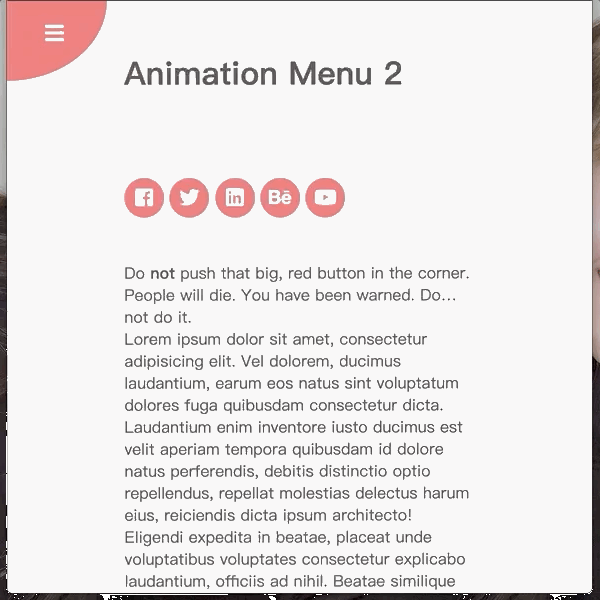 Animation Menu 2
Bē
Do not push that big, red button in the corner.
People will die. You have been warned. Do…
not do it.
Lorem ipsum dolor sit amet, consectetur
adipisicing elit. Vel dolorem, ducimus
laudantium, earum eos natus sint voluptatum
dolores fuga quibusdam consectetur dicta.
Laudantium enim inventore iusto ducimus est
velit aperiam tempora quibusdam id dolore
natus perferendis, debitis distinctio optio
repellendus, repellat molestias delectus harum
eius, reiciendis dicta ipsum architecto!
Eligendi expedita in beatae, placeat unde
voluptatibus voluptates consectetur explicabo
laudantium, officiis ad nihil. Beatae similique